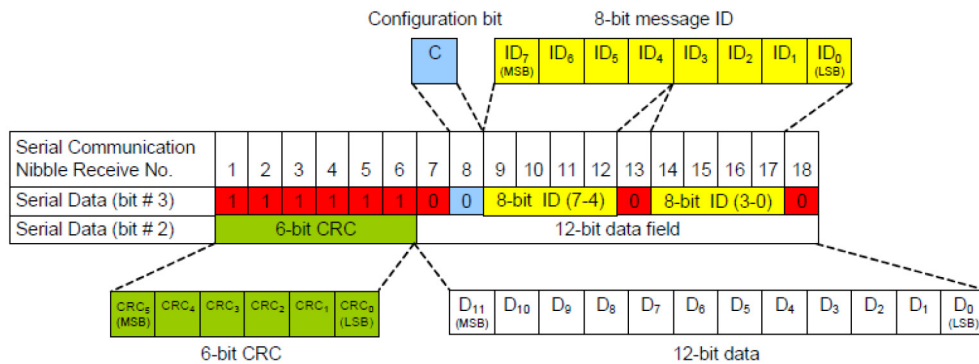 Configuration bit 8-bit message ID
C ID₇ ID₆ ID₅ ID₄ ID₃ ID₂ ID₁ ID₀
(MSB) (LSB)
Serial Communication
Nibble Receive No. 1 2 3 4 5 6 7 8 9 10 11 12 13 14 15 16 17 18
Serial Data (bit # 3) 1 1 1 1 1 1 0 0 8-bit ID (7-4) 0 8-bit ID (3-0) 0
Serial Data (bit # 2) 6-bit CRC 12-bit data field
CRC₅ CRC₄ CRC₃ CRC₂ CRC₁ CRC₀ D₁₁ D₁₀ D₉ D₈ D₇ D₆ D₅ D₄ D₃ D₂ D₁ D₀
(MSB) (LSB) (MSB) (LSB)
6-bit CRC 12-bit data